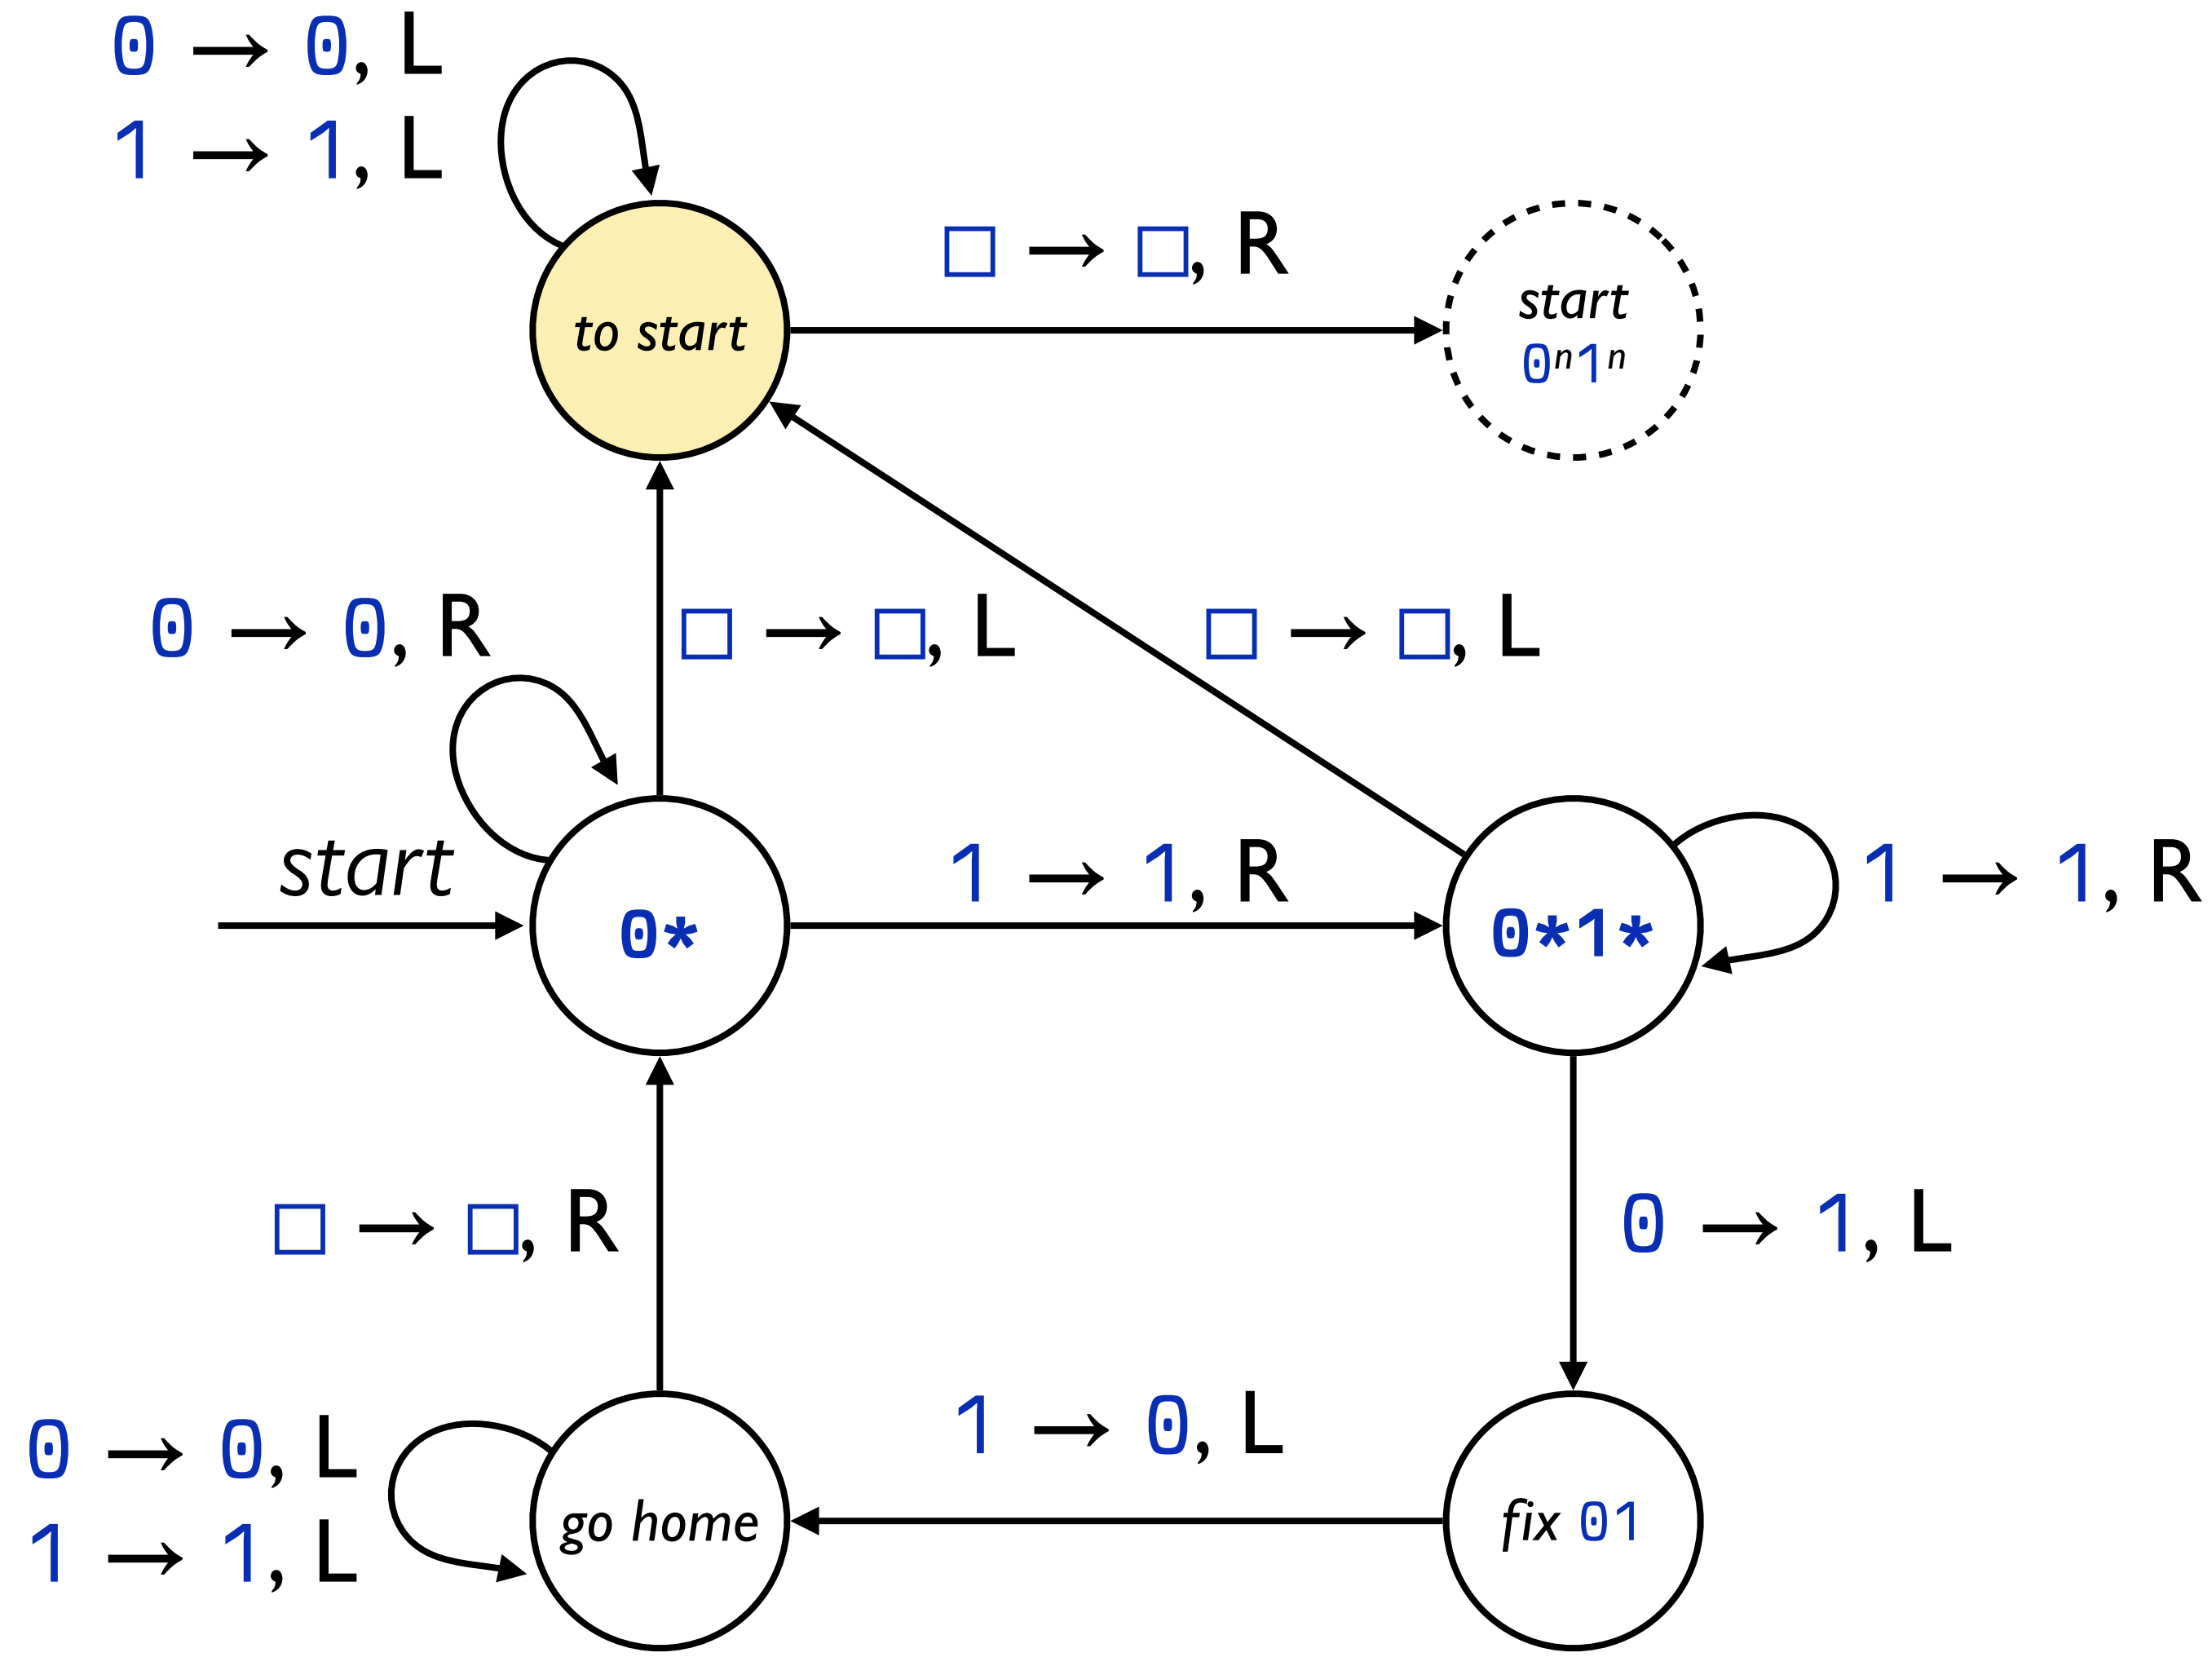 0 → 0, L
1 → 1, L
□ → □, R
to start
start
0ⁿ1ⁿ
0 → 0, R
□ → □, L
□ → □, L
start
0*
1 → 1, R
0*1*
1 → 1, R
□ → □, R
0 → 1, L
0 → 0, L
1 → 1, L
go home
1 → 0, L
fix 01